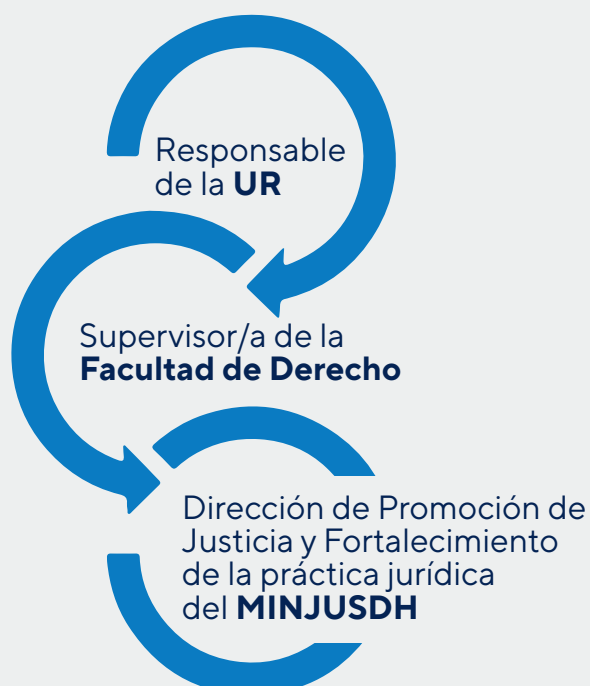 Responsable
de la UR
Supervisor/a de la
Facultad de Derecho
Dirección de Promoción de
Justicia y Fortalecimiento
de la práctica jurídica
del MINJUSDH